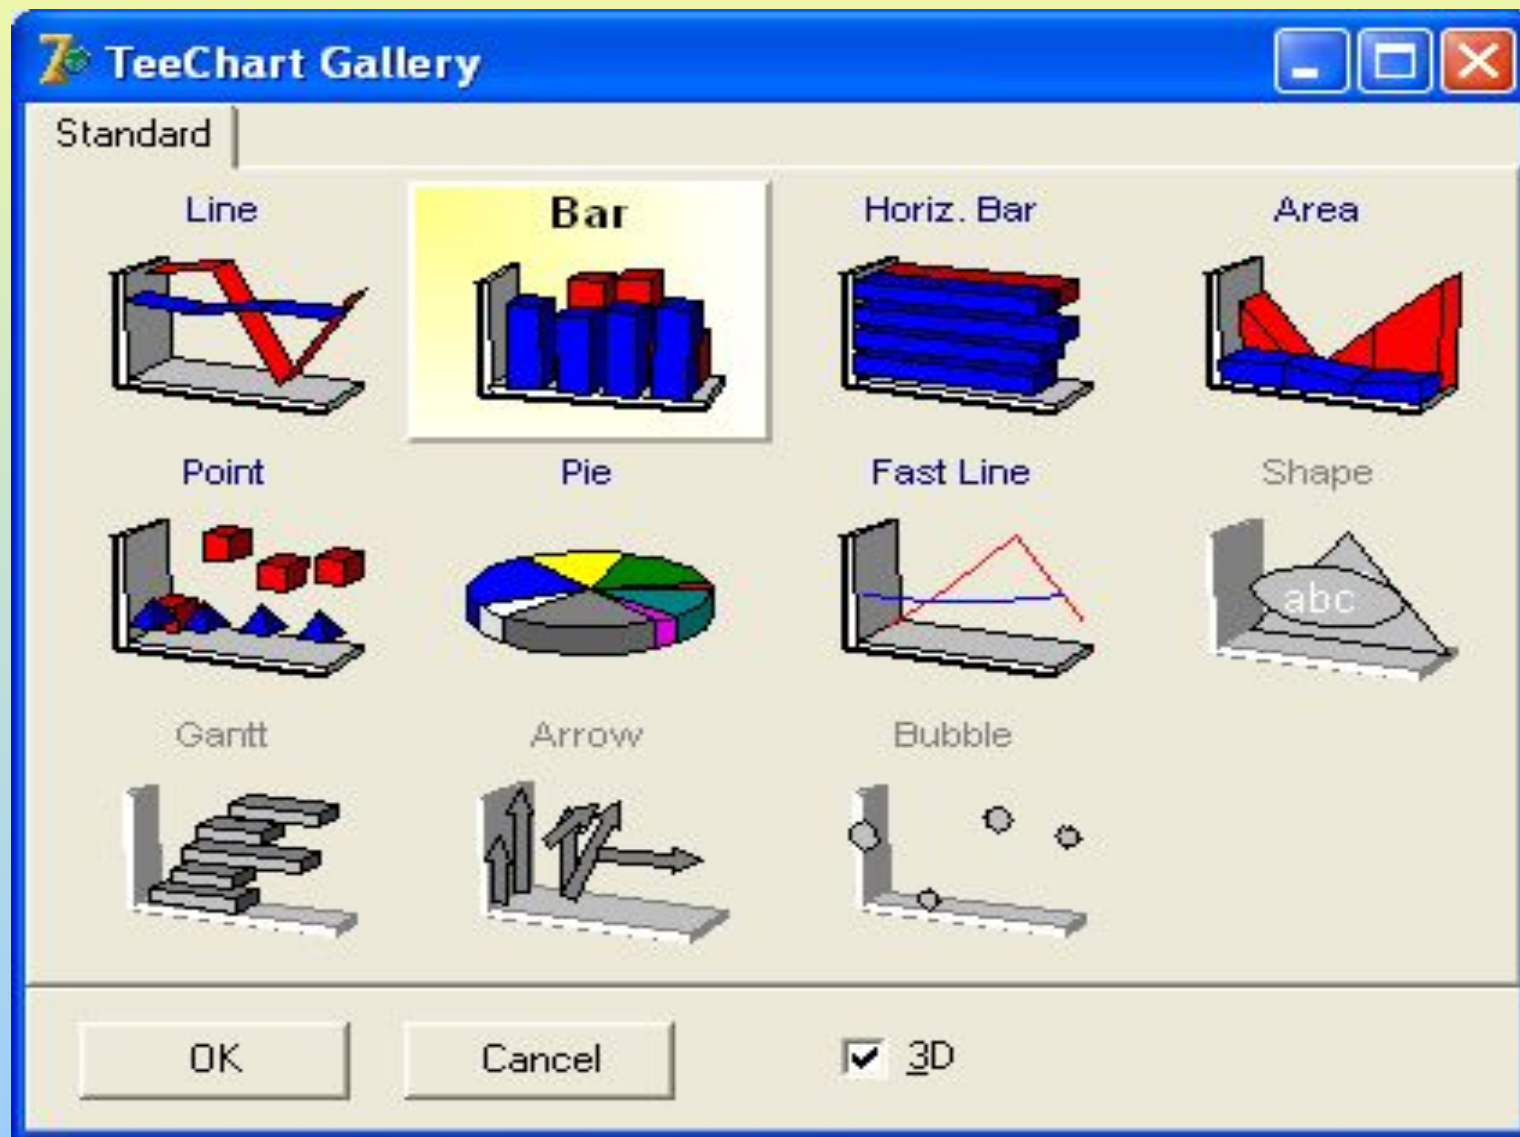 TeeChart Gallery
Standard
Line Bar Horiz. Bar Area
Point Pie Fast Line Shape
abc
Gantt Arrow Bubble
OK Cancel 3D